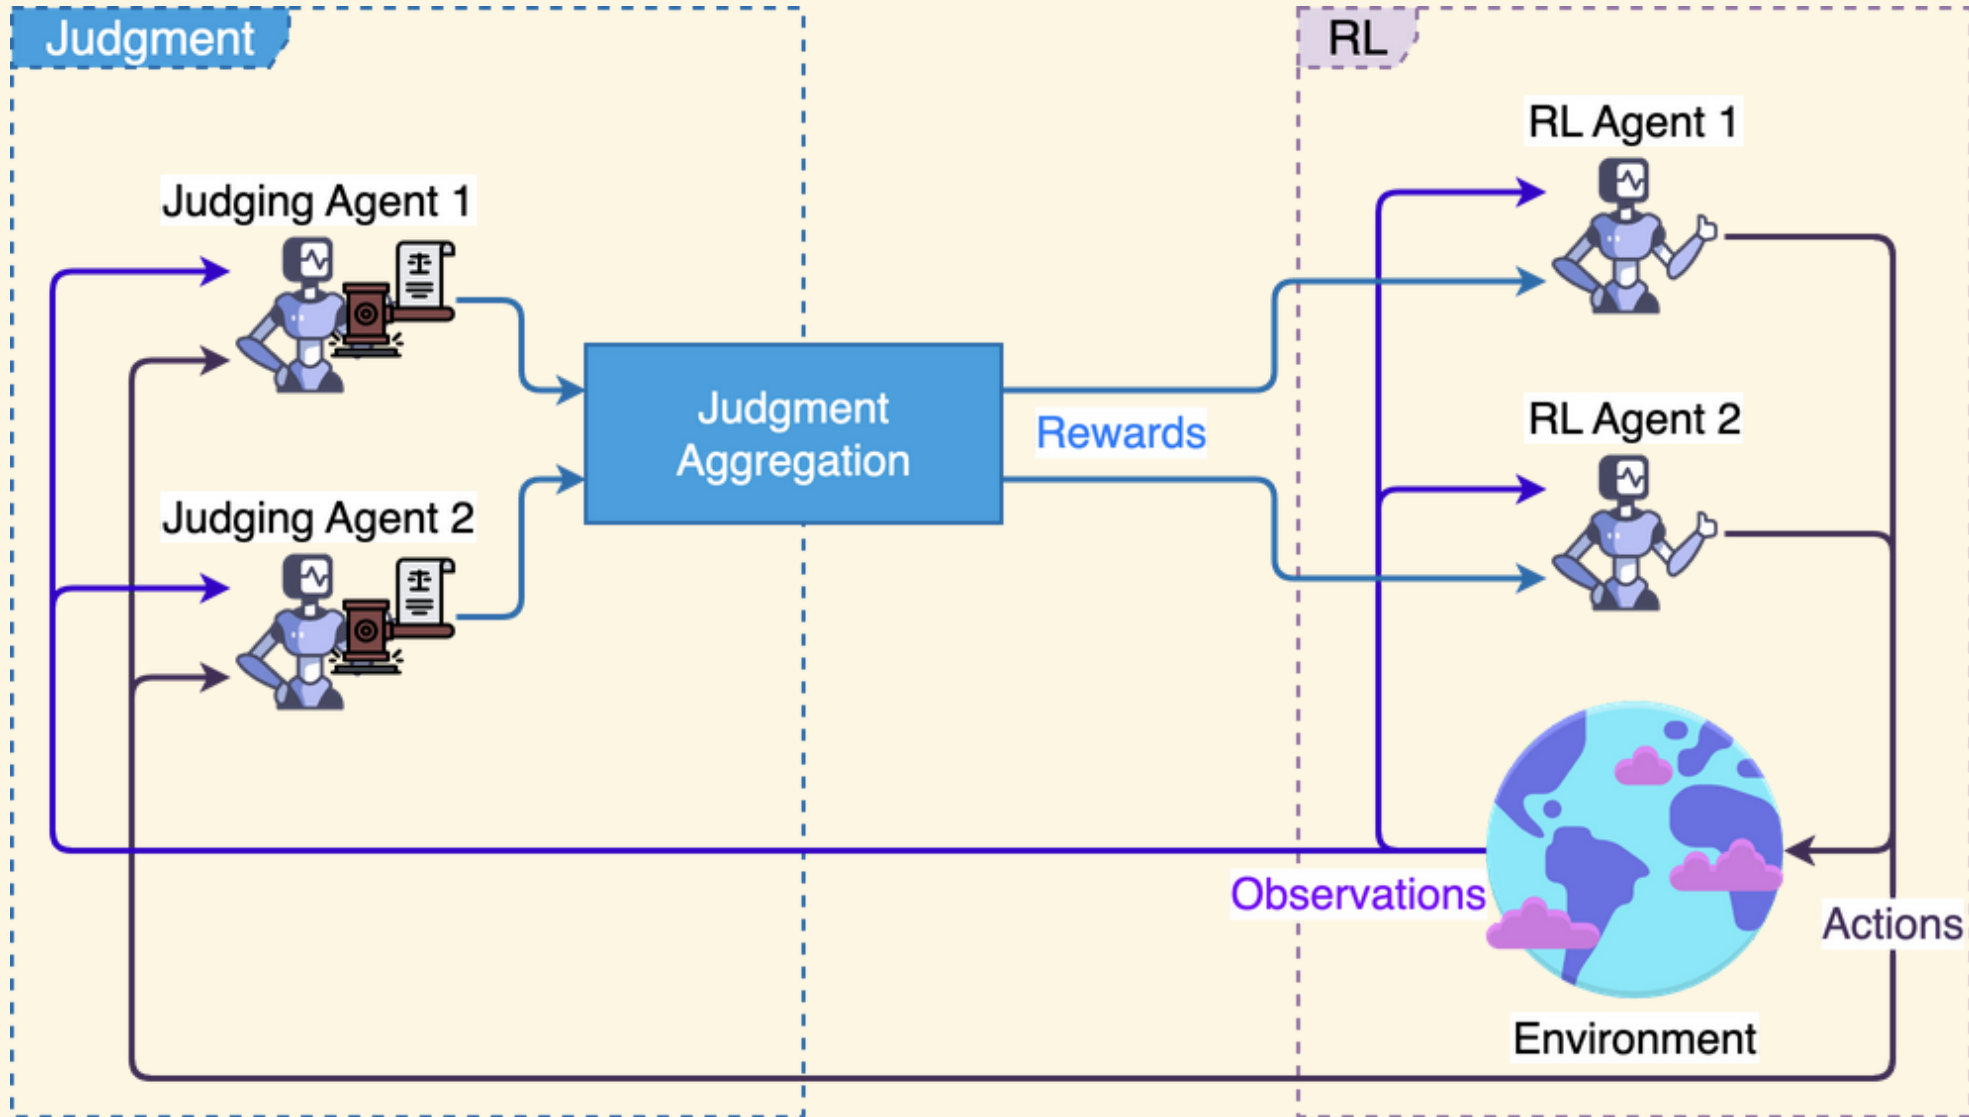 Judgment
RL
RL Agent 1
Judging Agent 1
Judgment
Aggregation
Rewards
RL Agent 2
Judging Agent 2
Observations
Actions
Environment